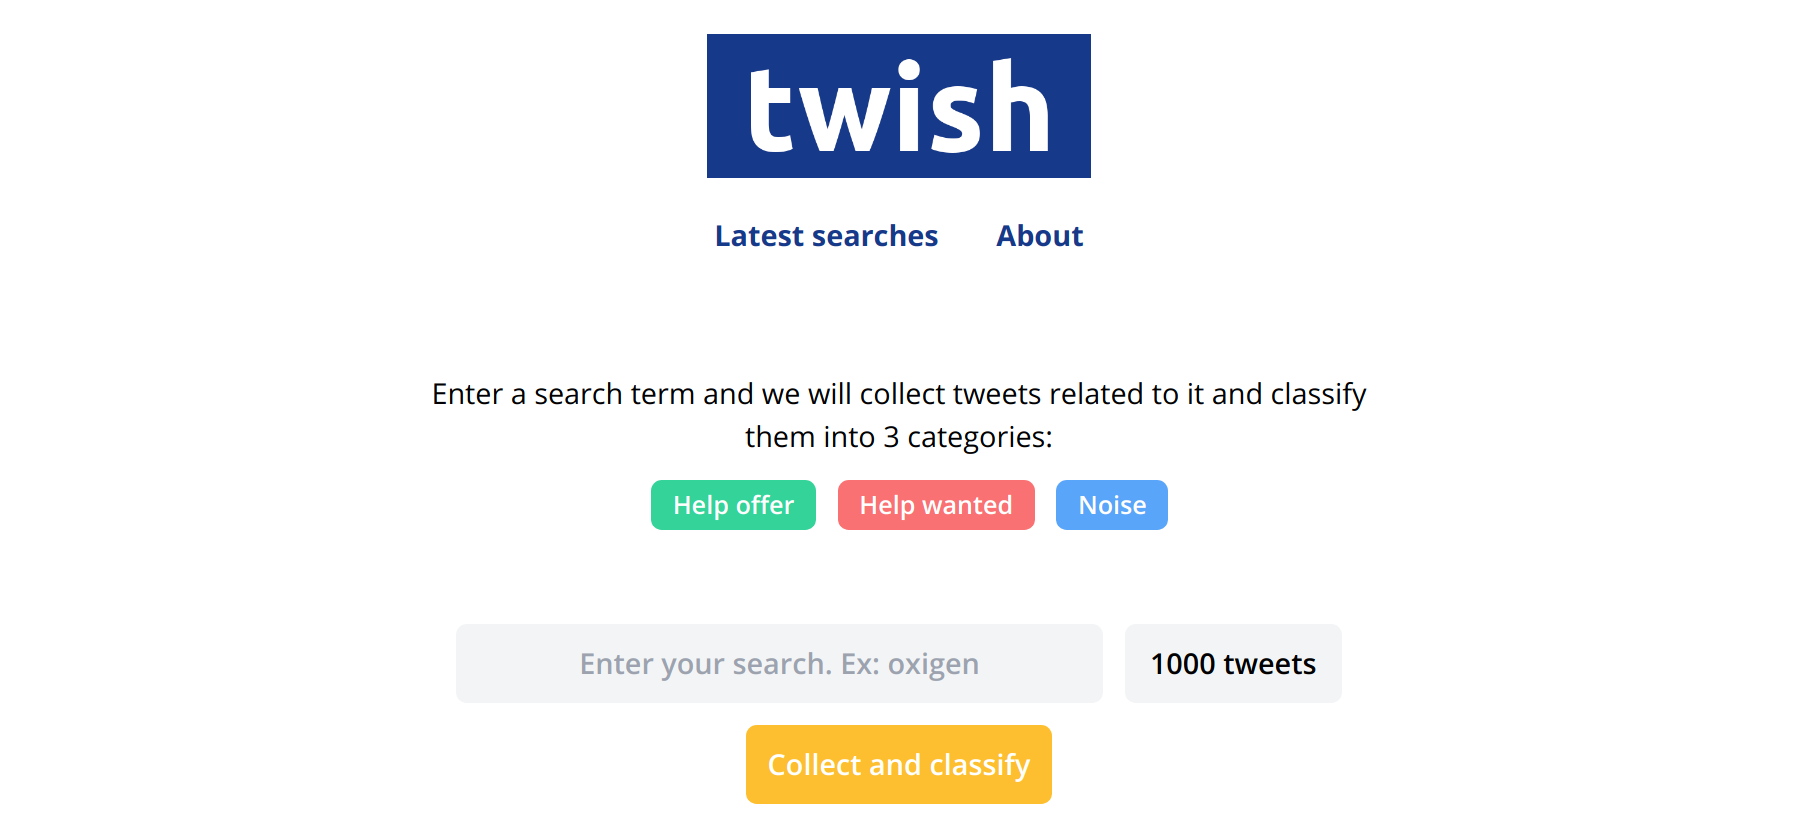 twish
Latest searches About
Enter a search term and we will collect tweets related to it and classify
them into 3 categories:
Help offer Help wanted Noise
Enter your search. Ex: oxigen 1000 tweets
Collect and classify